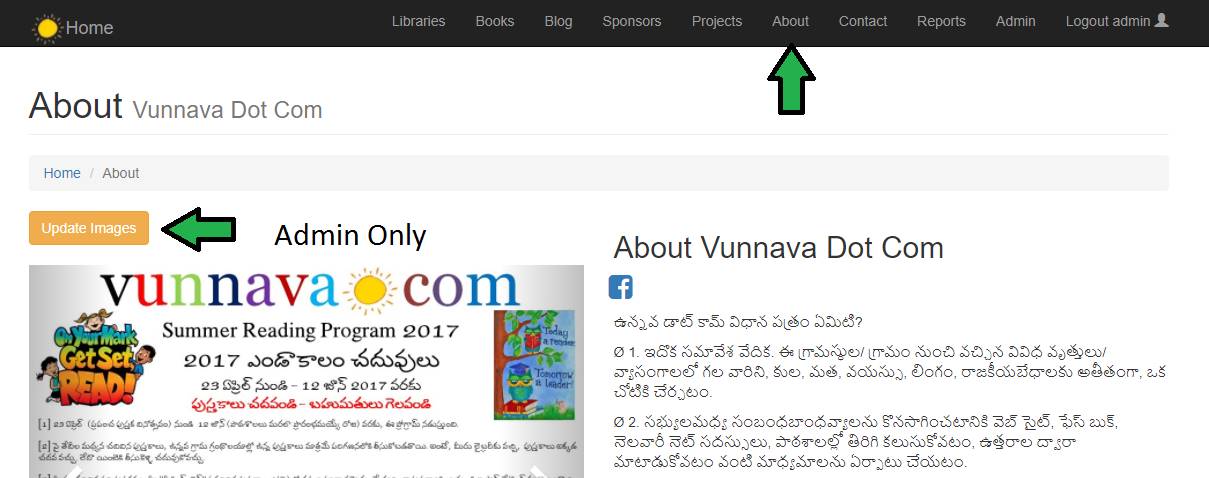 Home Libraries Books Blog Sponsors Projects About Contact Reports Admin Logout admin
About Vunnava Dot Com
Home / About
Update Images
Admin Only
vunnava com
Summer Reading Program 2017
2017 ఎండాకాలం చదువులు
23 ఏప్రిల్ నుండి - 12 జూన్ 2017 వరకు
పుస్తకాలు చదవండి - బహుమతులు గెలవండి
On Your Mark
Get Set
READ!
Today
a reader,
Tomorrow
a leader!
About Vunnava Dot Com
ఉన్నవ డాట్ కామ్ విధాన పత్రం ఏమిటి?
Ø 1. ఇదొక సమావేశ వేదిక. ఈ గ్రామస్తుల/ గ్రామం నుంచి వచ్చిన వివిధ వృత్తులు/
వ్యాసంగాలలో గల వారిని, కుల, మత, వయస్సు, లింగం, రాజకీయబేధాలకు అతీతంగా, ఒక
చోటికి చేర్చటం.
Ø 2. సభ్యులమధ్య సంబంధబాంధవ్యాలను కొనసాగించటానికి వెబ్ సైట్, ఫేస్ బుక్,
నెలవారీ నెట్ సదస్సులు, పాఠశాలల్లో తిరిగి కలుసుకోవటం, ఉత్తరాల ద్వారా
మాటాడుకోవటం వంటి మాధ్యమాలను ఏర్పాటు చేయటం.